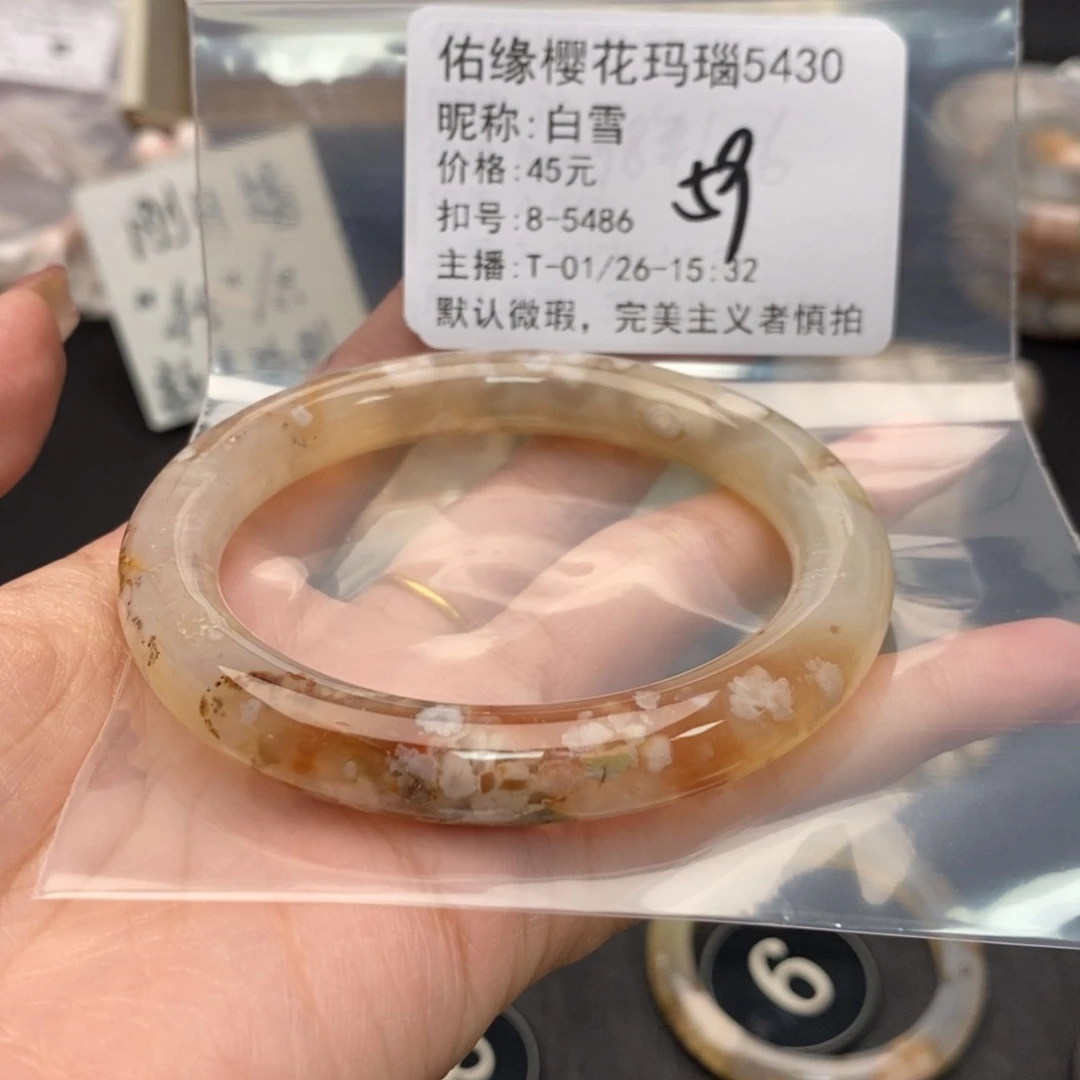 佑缘樱花玛瑙5430
昵称:白雪
价格:45元
59
扣号:8-5486
主播:T-01/26-15:32
默认微瑕，完美主义者慎拍
6